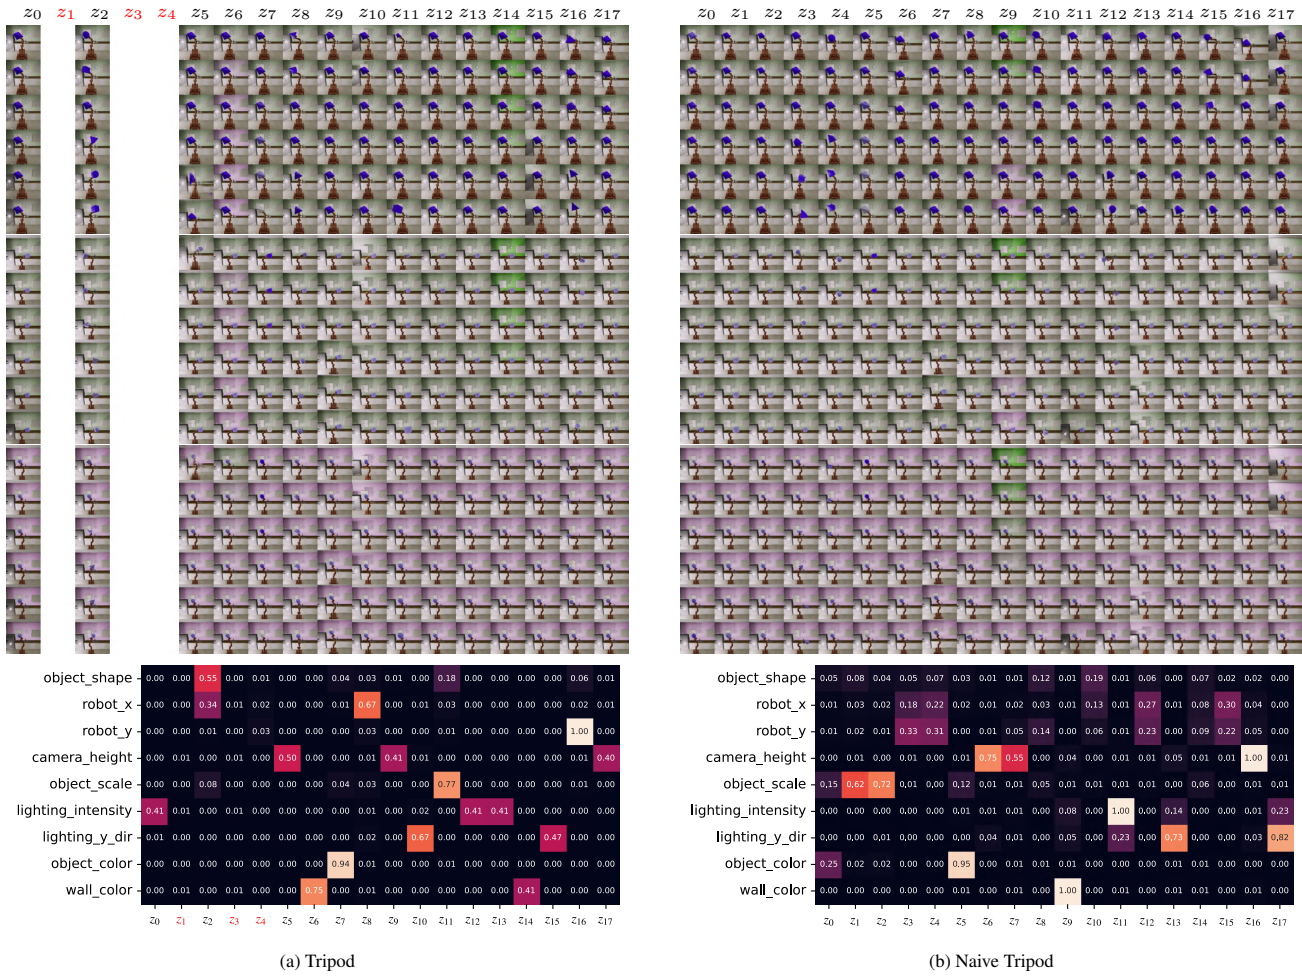 z0 z1 z2 z3 z4 z5 z6 z7 z8 z9 z10 z11 z12 z13 z14 z15 z16 z17
z0 z1 z2 z3 z4 z5 z6 z7 z8 z9 z10 z11 z12 z13 z14 z15 z16 z17
object_shape 0.00 0.00 0.55 0.00 0.01 0.00 0.00 0.04 0.03 0.01 0.00 0.18 0.00 0.00 0.00 0.00 0.06 0.01
robot_x 0.00 0.00 0.34 0.02 0.01 0.00 0.00 0.01 0.67 0.01 0.00 0.03 0.00 0.00 0.00 0.00 0.02 0.00
robot_y 0.00 0.01 0.00 0.00 0.03 0.00 0.00 0.00 0.01 0.01 0.00 0.00 0.00 0.00 0.00 0.00 1.00 0.00
camera_height 0.00 0.01 0.00 0.01 0.00 0.50 0.00 0.00 0.00 0.41 0.00 0.01 0.00 0.00 0.00 0.00 0.00 0.40
object_scale 0.00 0.00 0.08 0.00 0.00 0.00 0.00 0.04 0.03 0.00 0.01 0.77 0.00 0.00 0.00 0.00 0.01 0.01
lighting_intensity 0.41 0.01 0.00 0.01 0.00 0.00 0.00 0.00 0.01 0.00 0.02 0.04 0.41 0.41 0.00 0.00 0.00 0.00
lighting_y_dir 0.01 0.00 0.00 0.01 0.00 0.00 0.00 0.00 0.02 0.00 0.67 0.01 0.00 0.00 0.00 0.47 0.00 0.00
object_color 0.00 0.00 0.00 0.00 0.00 0.00 0.00 0.94 0.01 0.00 0.00 0.01 0.00 0.00 0.00 0.00 0.00 0.00
wall_color 0.00 0.01 0.00 0.01 0.00 0.00 0.75 0.00 0.01 0.00 0.00 0.01 0.00 0.00 0.41 0.00 0.00 0.00
z0 z1 z2 z3 z4 z5 z6 z7 z8 z9 z10 z11 z12 z13 z14 z15 z16 z17
(a) Tripod
object_shape 0.05 0.08 0.04 0.05 0.07 0.03 0.01 0.01 0.12 0.01 0.19 0.01 0.06 0.00 0.07 0.02 0.02 0.00
robot_x 0.01 0.03 0.02 0.18 0.22 0.01 0.02 0.02 0.03 0.01 0.13 0.01 0.27 0.01 0.08 0.30 0.04 0.00
robot_y 0.01 0.02 0.01 0.33 0.31 0.02 0.00 0.05 0.14 0.01 0.06 0.01 0.23 0.00 0.09 0.22 0.05 0.00
camera_height 0.00 0.01 0.00 0.01 0.01 0.00 0.75 0.55 0.00 0.04 0.00 0.01 0.01 0.05 0.01 0.01 1.00 0.01
object_scale 0.15 0.62 0.72 0.03 0.02 0.12 0.01 0.01 0.05 0.01 0.02 0.01 0.01 0.00 0.06 0.01 0.00 0.00
lighting_intensity 0.00 0.01 0.00 0.01 0.01 0.00 0.01 0.00 0.00 0.08 0.00 1.00 0.00 0.14 0.00 0.01 0.01 0.23
lighting_y_dir 0.00 0.01 0.00 0.01 0.01 0.00 0.04 0.01 0.00 0.05 0.01 0.23 0.00 0.73 0.00 0.00 0.03 0.82
object_color 0.25 0.02 0.02 0.00 0.01 0.95 0.00 0.00 0.01 0.01 0.01 0.00 0.01 0.00 0.01 0.01 0.00 0.00
wall_color 0.00 0.01 0.00 0.00 0.01 0.00 0.01 0.00 0.00 1.00 0.00 0.01 0.00 0.01 0.00 0.01 0.01 0.00
z0 z1 z2 z3 z4 z5 z6 z7 z8 z9 z10 z11 z12 z13 z14 z15 z16 z17
(b) Naive Tripod